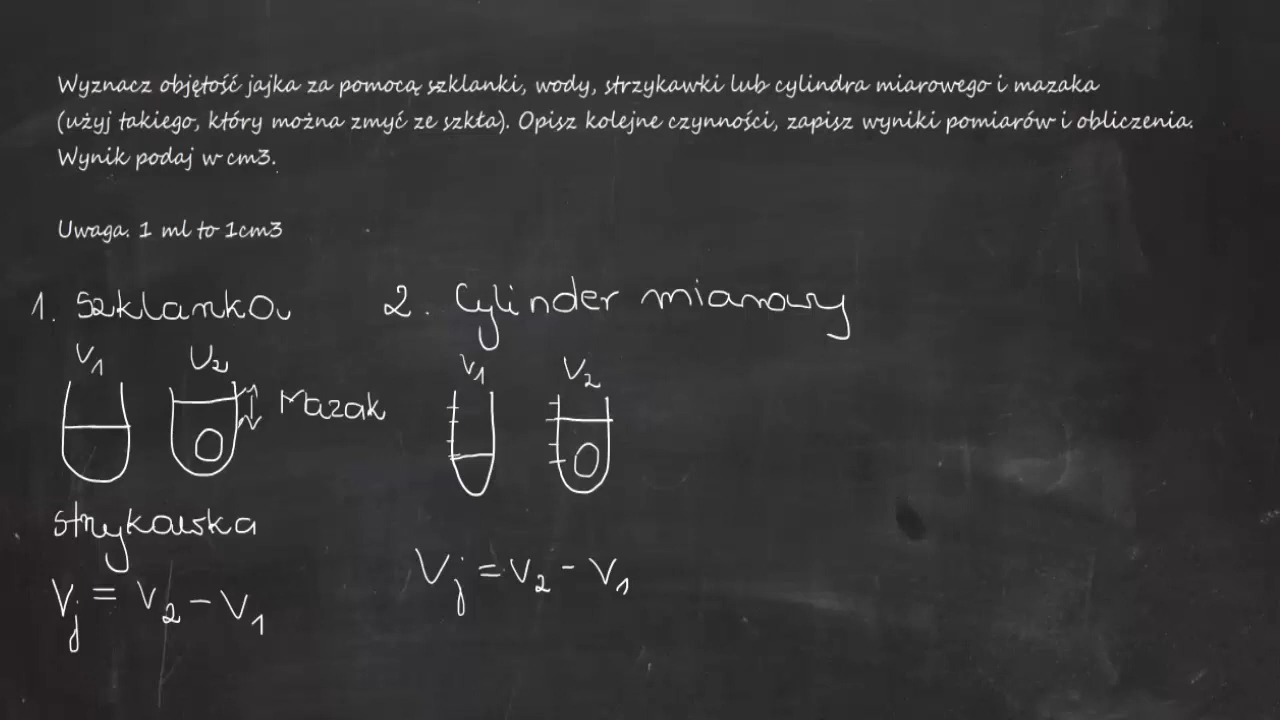 Wyznacz objętość jajka za pomocą szklanki, wody, strzykawki lub cylindra miarowego i mazaka
(użyj takiego, który można zmyć ze szkła). Opisz kolejne czynności, zapisz wyniki pomiarów i obliczenia.
Wynik podaj w cm3.
Uwaga. 1 ml to 1cm3
1. Szklanka
2. Cylinder miarowy
V1 V2
Mazak
V1 V2
strzykawka
Vj = V2 - V1
Vj = V2 - V1